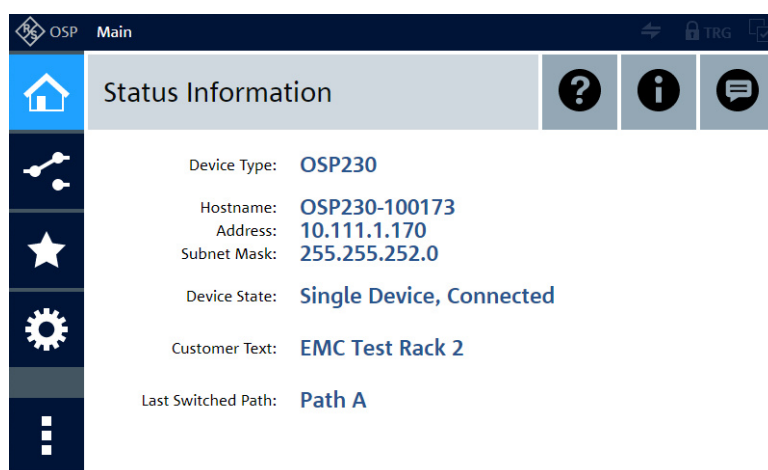 R&S OSP Main TRG
Status Information
Device Type: OSP230
Hostname: OSP230-100173
Address: 10.111.1.170
Subnet Mask: 255.255.252.0
Device State: Single Device, Connected
Customer Text: EMC Test Rack 2
Last Switched Path: Path A